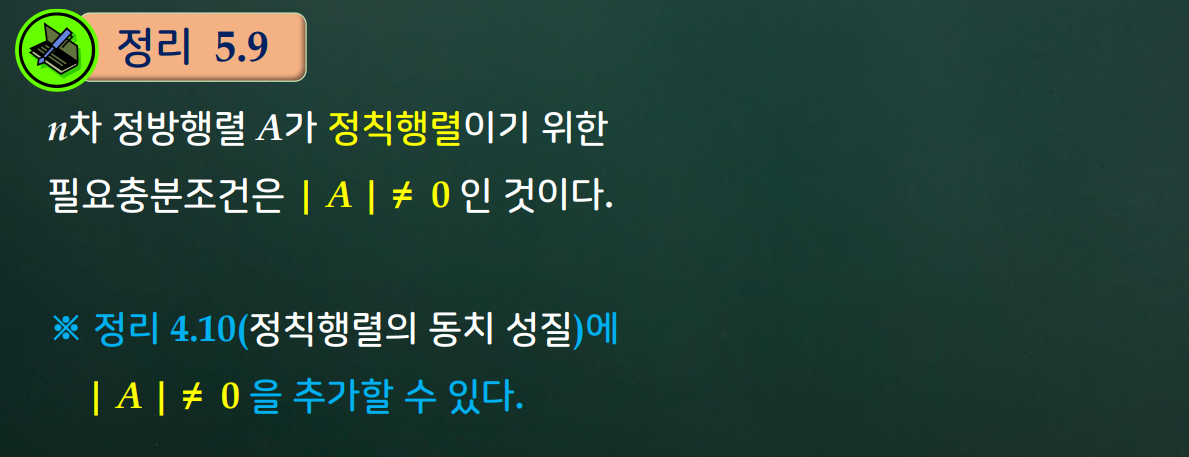 정리 5.9
n차 정방행렬 A가 정칙행렬이기 위한
필요충분조건은 | A | ≠ 0 인 것이다.
※ 정리 4.10(정칙행렬의 동치 성질)에
| A | ≠ 0 을 추가할 수 있다.